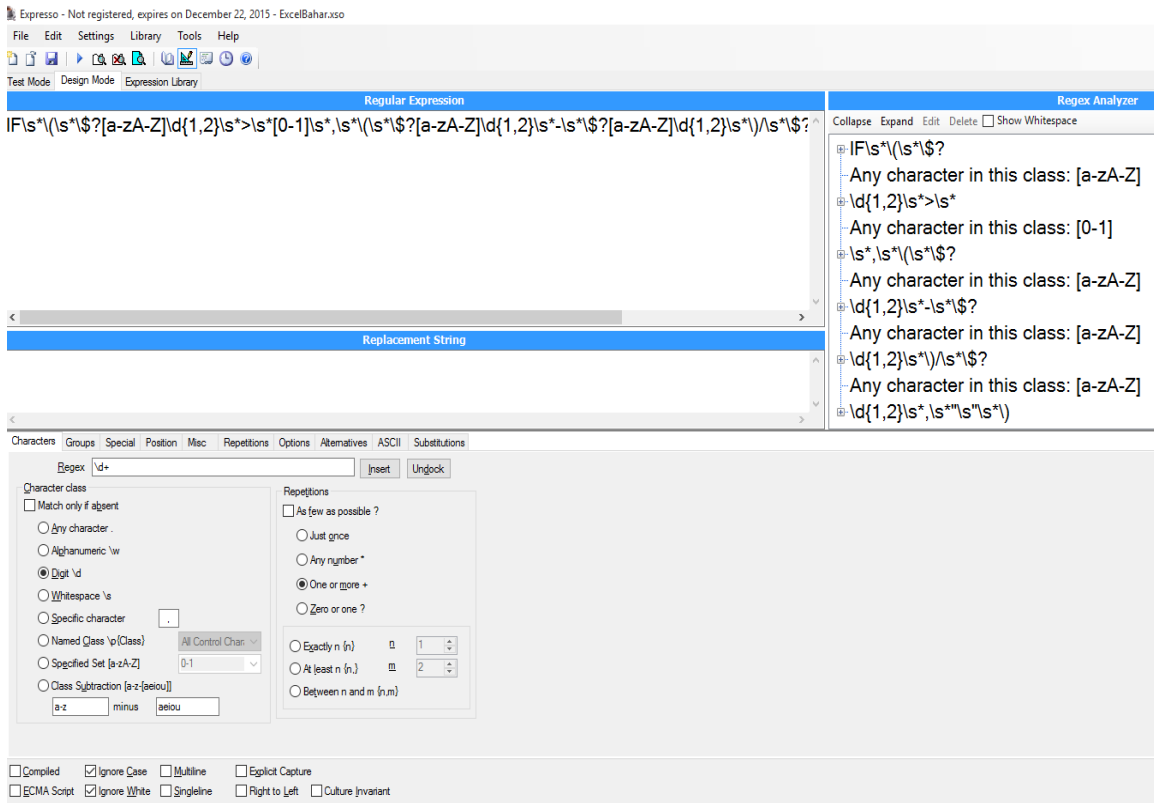 Expresso - Not registered, expires on December 22, 2015 - ExcelBahar.xso
File Edit Settings Library Tools Help
Test Mode Design Mode Expression Library
Regular Expression
IF\s*\(\s*\$?[a-zA-Z]\d{1,2}\s*>\s*[0-1]\s*,\s*\(\s*\$?[a-zA-Z]\d{1,2}\s*-\s*\$?[a-zA-Z]\d{1,2}\s*\)/\s*\$?
Replacement String
Regex Analyzer
Collapse Expand Edit Delete Show Whitespace
IF\s*\(\s*\$?
Any character in this class: [a-zA-Z]
\d{1,2}\s*>\s*
Any character in this class: [0-1]
\s*,\s*\(\s*\$?
Any character in this class: [a-zA-Z]
\d{1,2}\s*-\s*\$?
Any character in this class: [a-zA-Z]
\d{1,2}\s*\)/\s*\$?
Any character in this class: [a-zA-Z]
\d{1,2}\s*,\s*"\s"\s*\)
Characters Groups Special Position Misc Repetitions Options Alternatives ASCII Substitutions
Regex \d+ Insert Undock
Character class
Match only if absent
Any character .
Alphanumeric \w
Digit \d
Whitespace \s
Specific character .
Named Class \p{Class} All Control Char
Specified Set [a-zA-Z] 0-1
Class Subtraction [a-z-[aeiou]]
a-z minus aeiou
Repetitions
As few as possible ?
Just once
Any number *
One or more +
Zero or one ?
Exactly n {n} n 1
At least n {n,} m 2
Between n and m {n,m}
Compiled Ignore Case Multiline Explicit Capture
ECMA Script Ignore White Singleline Right to Left Culture Invariant